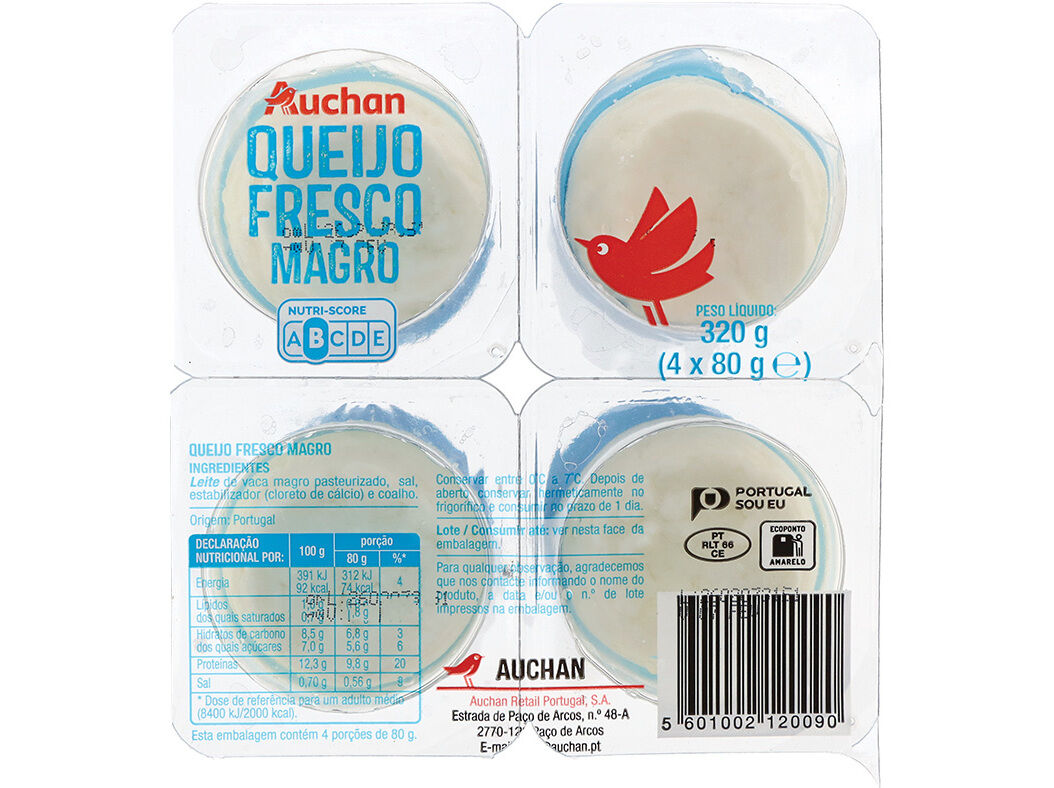 Auchan
QUEIJO
FRESCO
MAGRO
NUTRI-SCORE
A B C D E
PESO LÍQUIDO:
320 g
(4 x 80 g ℮)
QUEIJO FRESCO MAGRO
INGREDIENTES
Leite de vaca magro pasteurizado, sal,
estabilizador (cloreto de cálcio) e coalho.
Origem: Portugal
DECLARAÇÃO NUTRICIONAL POR: 100 g porção 80 g %*
Energia 391 kJ 312 kJ 4
92 kcal 74 kcal
Lípidos
dos quais saturados
Hidratos de carbono 8,5 g 6,8 g 3
dos quais açúcares 7,0 g 5,6 g 6
Proteínas 12,3 g 9,8 g 20
Sal 0,70 g 0,56 g 9
* Dose de referência para um adulto médio
(8400 kJ/2000 kcal).
Esta embalagem contém 4 porções de 80 g.
Conservar entre 0°C a 7°C. Depois de
aberto, conservar hermeticamente no
frigorífico e consumir no prazo de 1 dia.
Lote / Consumir até: ver nesta face da
embalagem.
Para qualquer observação, agradecemos
que nos contacte informando o nome do
produto, a data e/ou o n.º de lote
impressos na embalagem.
AUCHAN
Auchan Retail Portugal, S.A.
Estrada de Paço de Arcos, n.º 48-A
Paço de Arcos
@auchan.pt
PORTUGAL
SOU EU
PT
RLT 66
CE
ECOPONTO
AMARELO
5 601002 120090